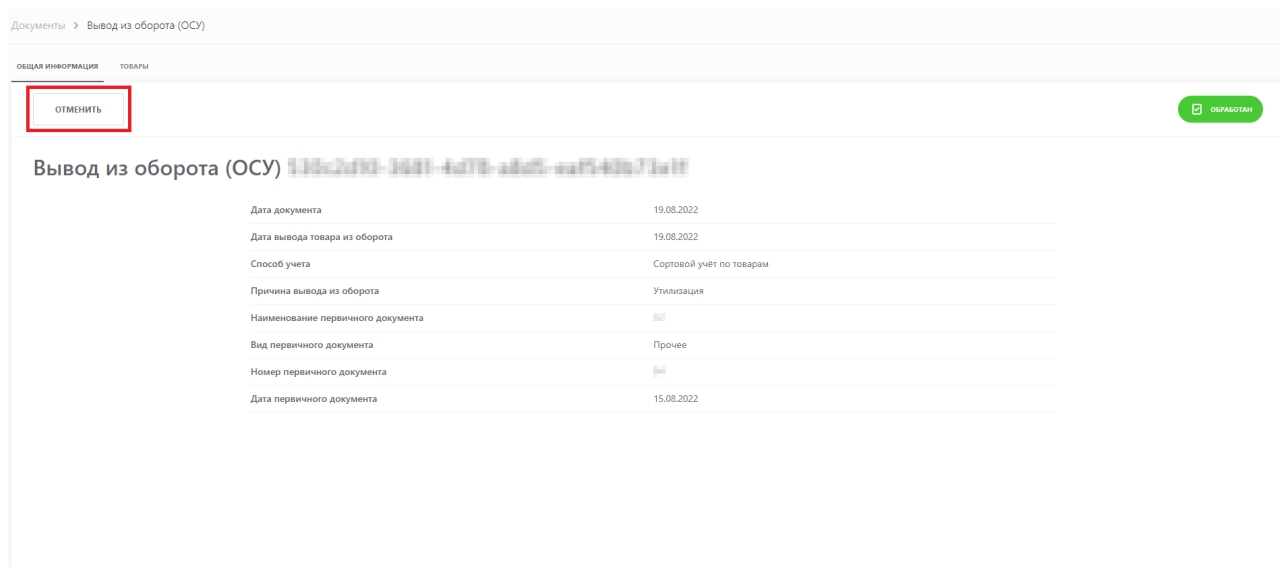 Документы > Вывод из оборота (ОСУ)
ОБЩАЯ ИНФОРМАЦИЯ ТОВАРЫ
ОТМЕНИТЬ ОБРАБОТАН
Вывод из оборота (ОСУ)
Дата документа 19.08.2022
Дата вывода товара из оборота 19.08.2022
Способ учета Сортовой учёт по товарам
Причина вывода из оборота Утилизация
Наименование первичного документа
Вид первичного документа Прочее
Номер первичного документа
Дата первичного документа 15.08.2022